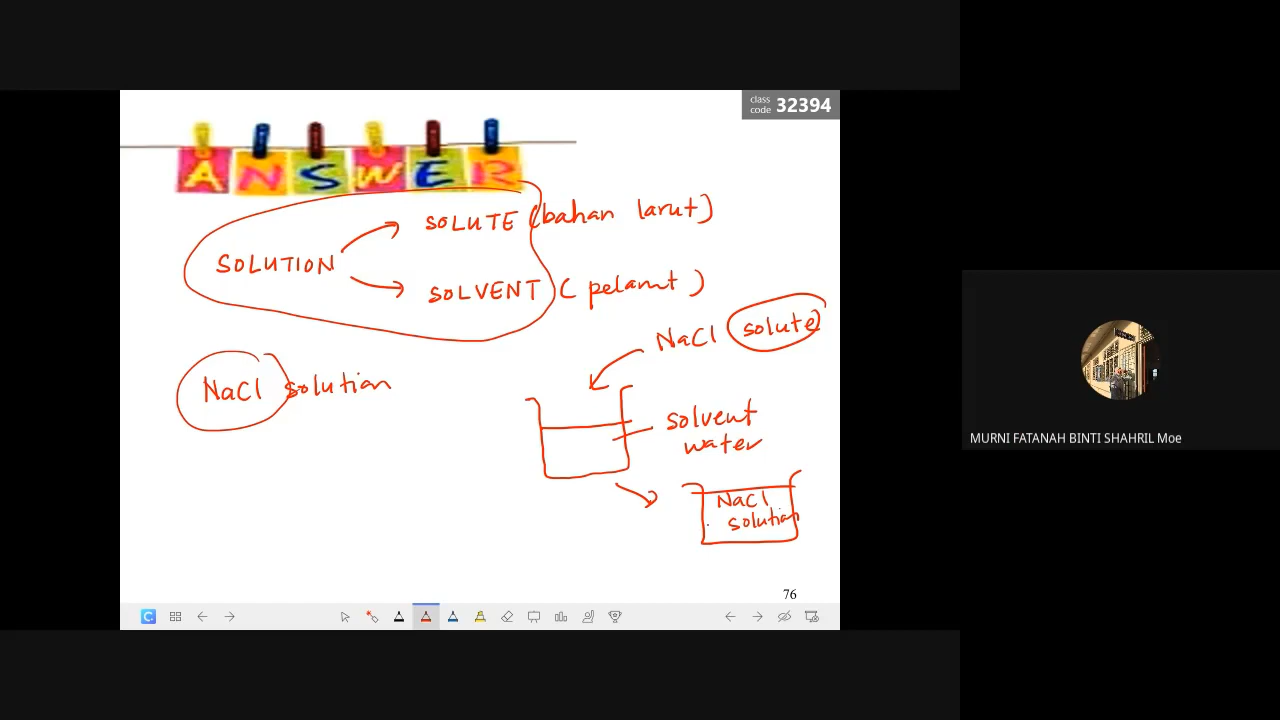 class code 32394
ANSWER
SOLUTE (bahan larut)
SOLUTION
SOLVENT (pelarut)
NaCl solute
NaCl solution
solvent
water
NaCl
solution
76
MURNI FATANAH BINTI SHAHRIL Moe